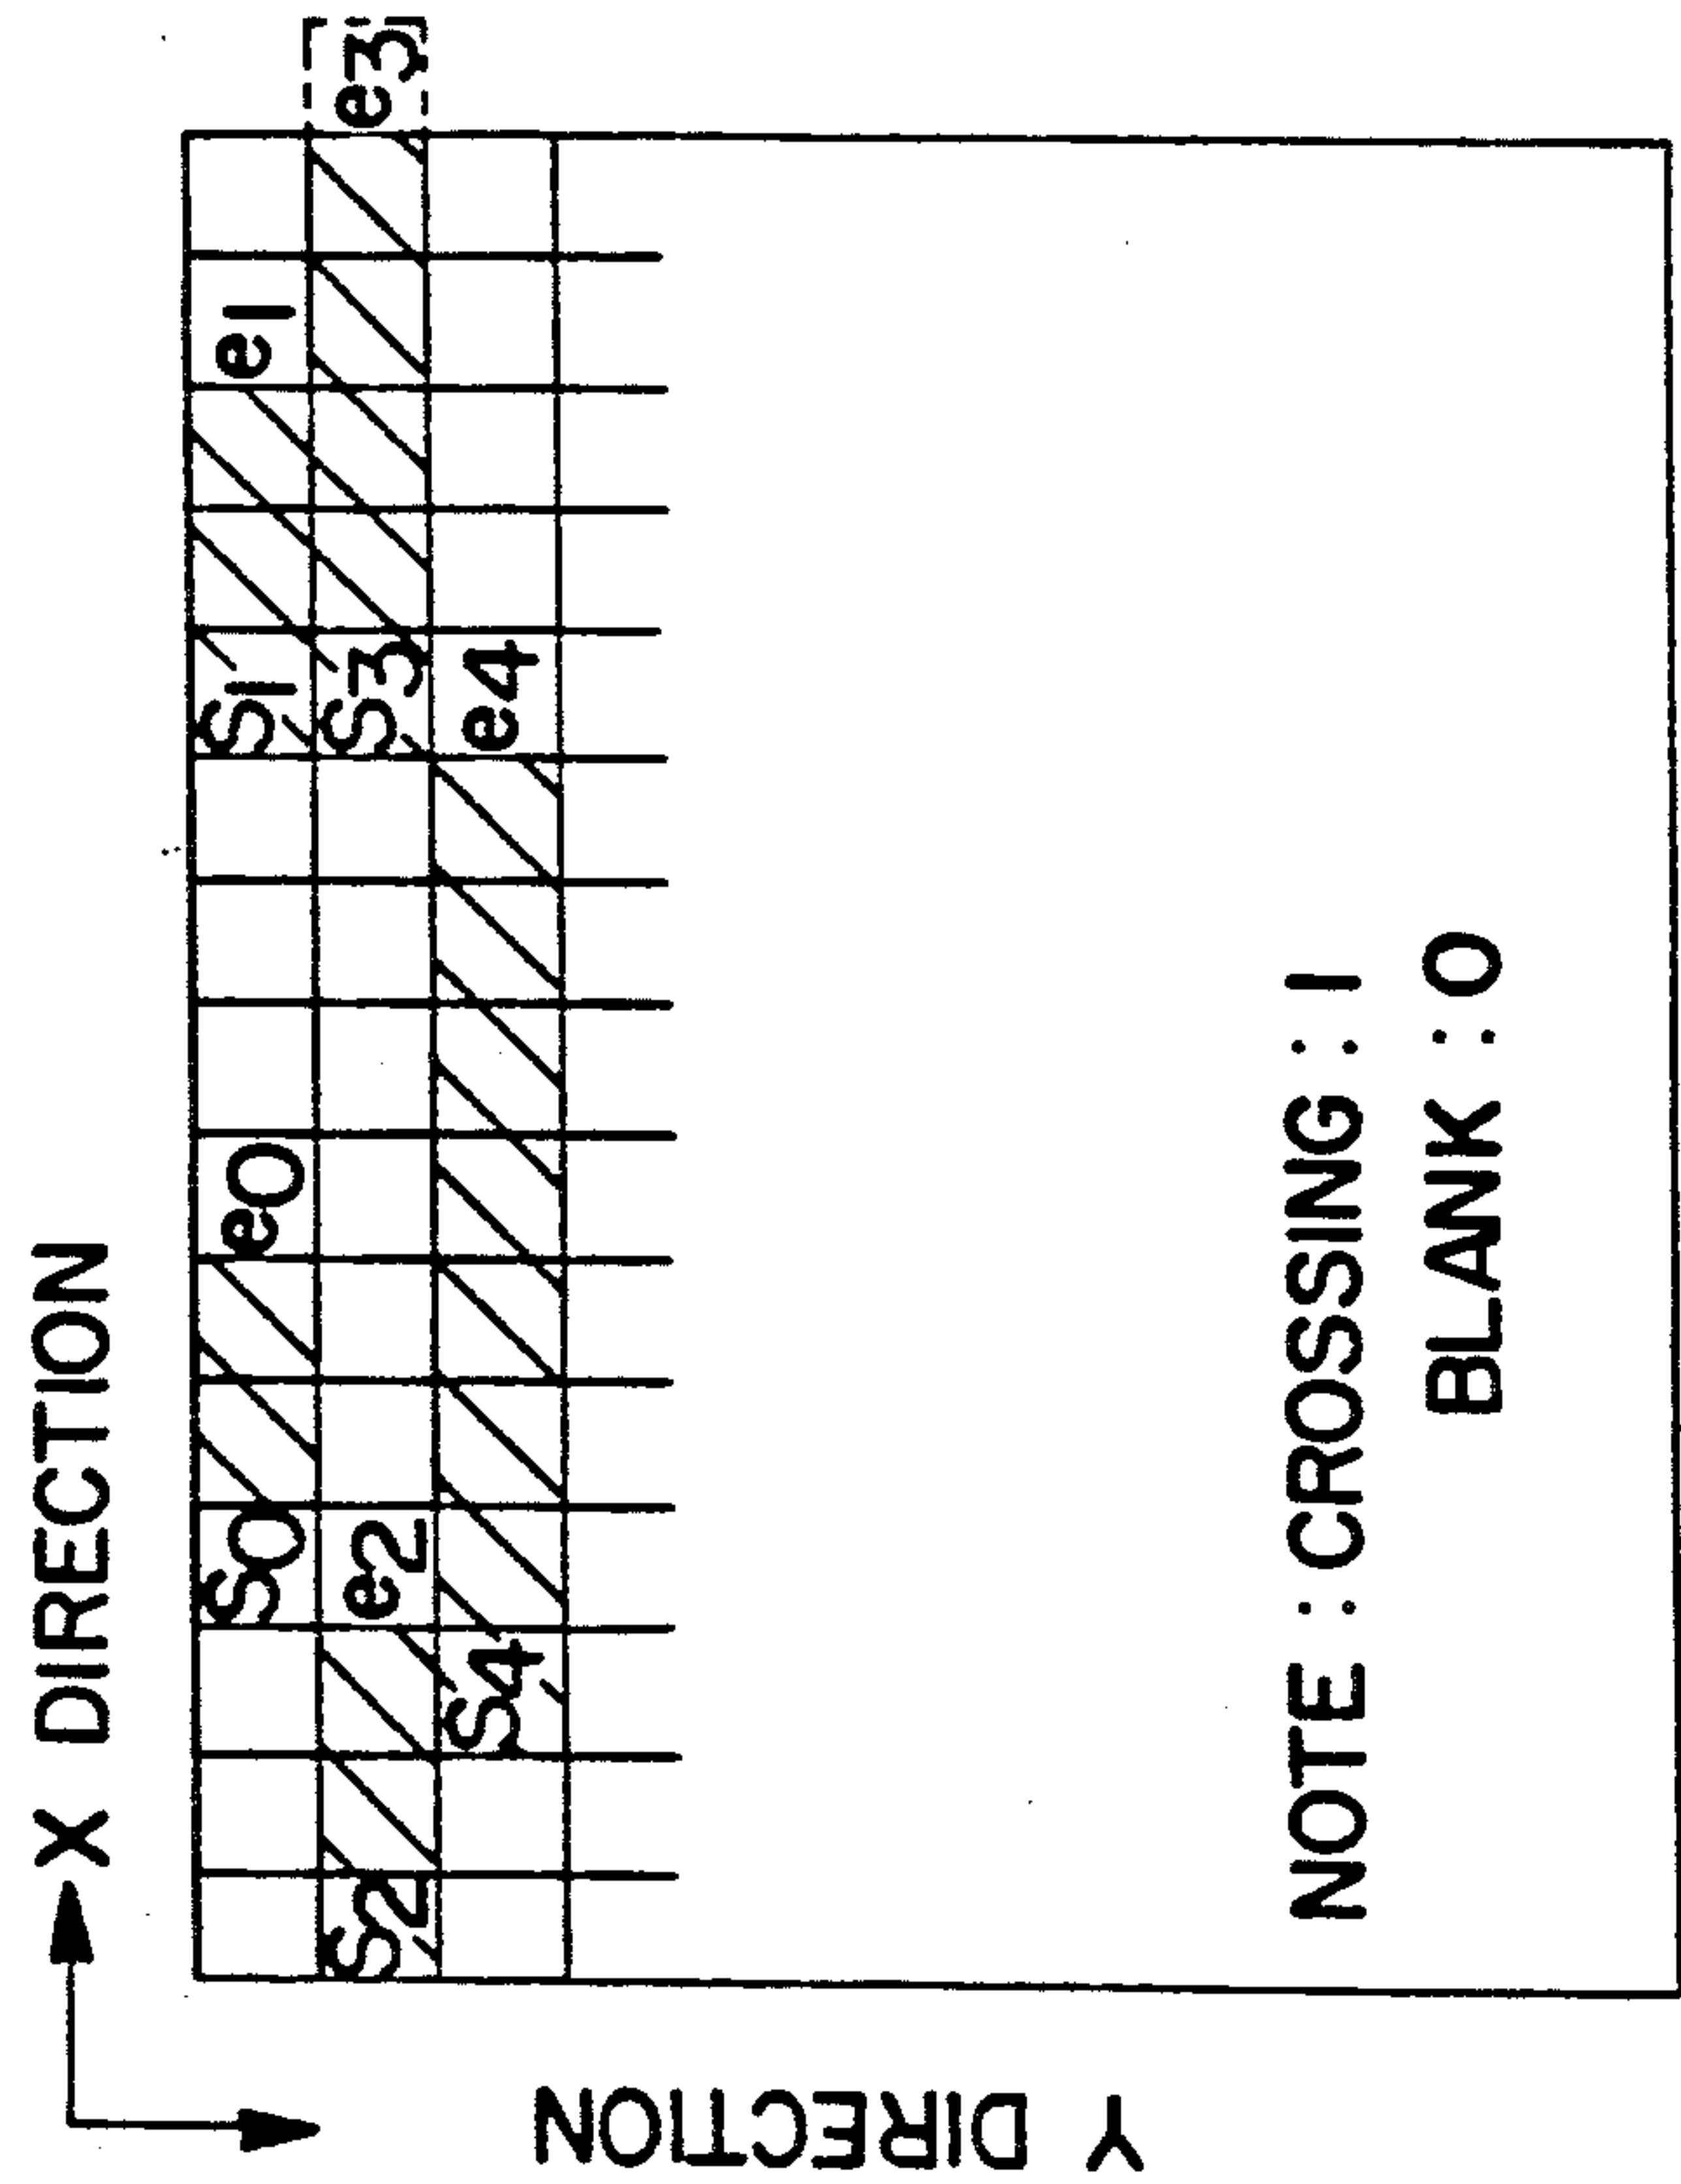 X DIRECTION
Y DIRECTION
S0 e0 S1 e1
S2 e2 S3 e3
S4 e4
NOTE : CROSSING : 1
BLANK : 0